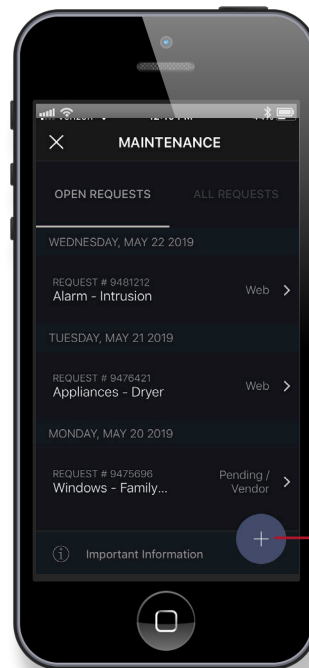 MAINTENANCE
OPEN REQUESTS
ALL REQUESTS
WEDNESDAY, MAY 22 2019
REQUEST # 9481212
Alarm - Intrusion
Web
TUESDAY, MAY 21 2019
REQUEST # 9476421
Appliances - Dryer
Web
MONDAY, MAY 20 2019
REQUEST # 9475696
Windows - Family...
Pending /
Vendor
Important Information